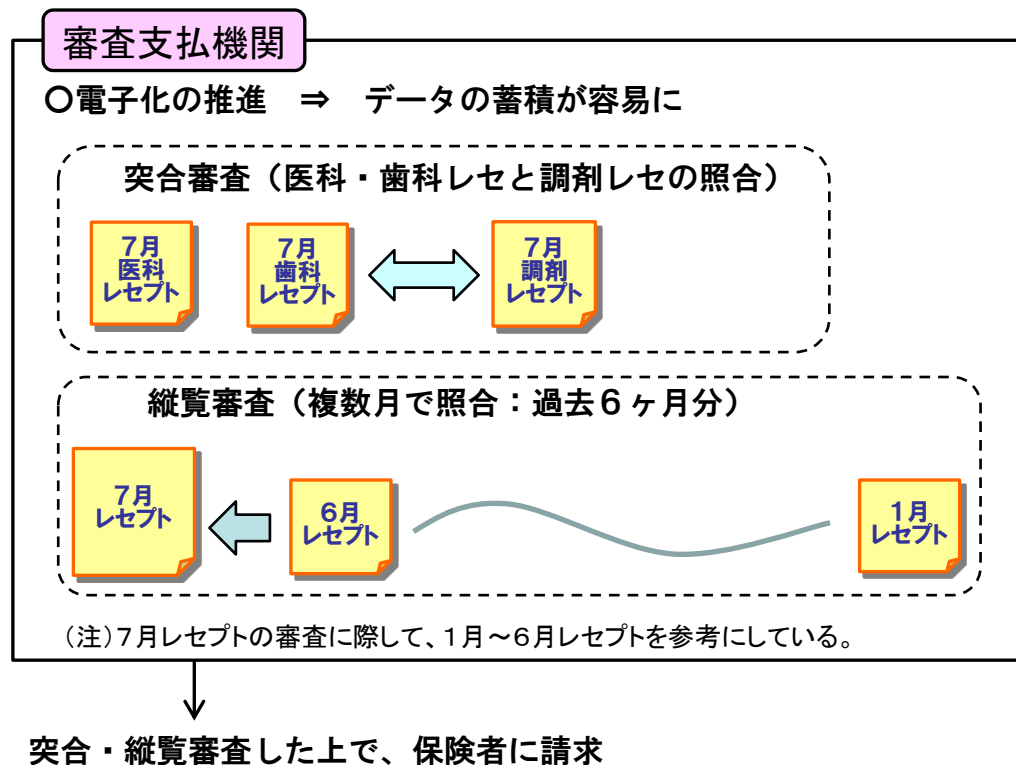 審査支払機関
○電子化の推進　⇒　データの蓄積が容易に
突合審査（医科・歯科レセと調剤レセの照合）
7月
医科
レセプト
7月
歯科
レセプト
7月
調剤
レセプト
縦覧審査（複数月で照合：過去６ヶ月分）
7月
レセプト
6月
レセプト
1月
レセプト
（注）７月レセプトの審査に際して、１月～６月レセプトを参考にしている。
突合・縦覧審査した上で、保険者に請求